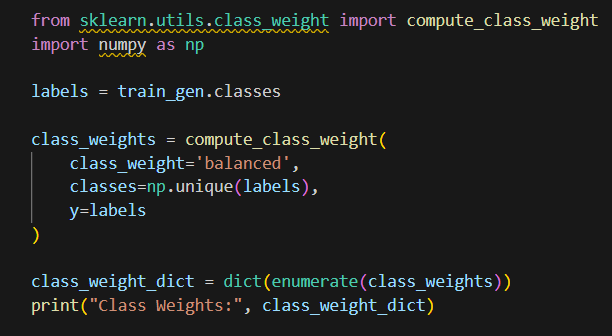 from sklearn.utils.class_weight import compute_class_weight
import numpy as np

labels = train_gen.classes

class_weights = compute_class_weight(
    class_weight='balanced',
    classes=np.unique(labels),
    y=labels
)

class_weight_dict = dict(enumerate(class_weights))
print("Class Weights:", class_weight_dict)